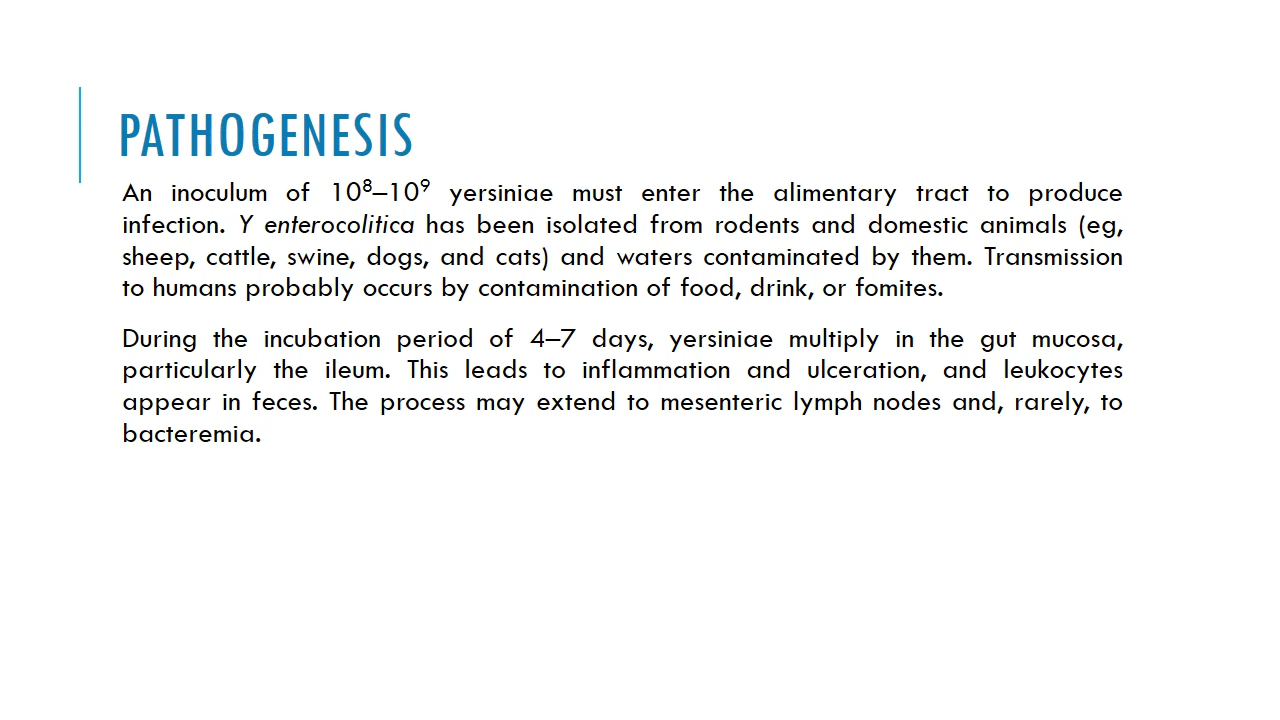 PATHOGENESIS
An inoculum of 10⁸–10⁹ yersiniae must enter the alimentary tract to produce
infection. Y enterocolitica has been isolated from rodents and domestic animals (eg,
sheep, cattle, swine, dogs, and cats) and waters contaminated by them. Transmission
to humans probably occurs by contamination of food, drink, or fomites.
During the incubation period of 4–7 days, yersiniae multiply in the gut mucosa,
particularly the ileum. This leads to inflammation and ulceration, and leukocytes
appear in feces. The process may extend to mesenteric lymph nodes and, rarely, to
bacteremia.